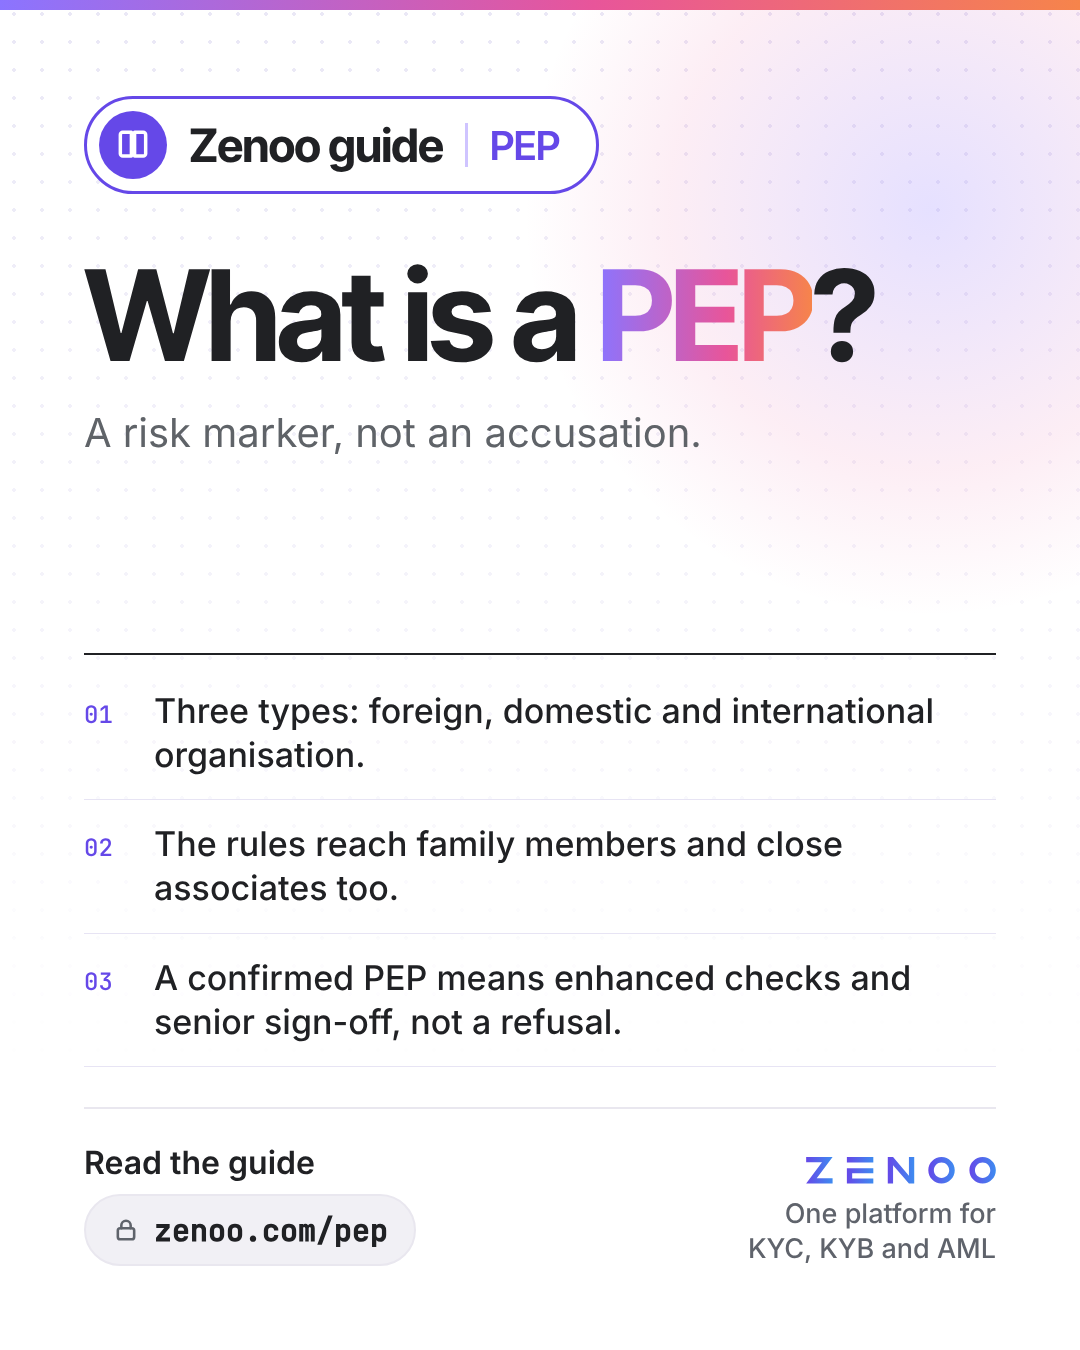 Zenoo guide | PEP
What is a PEP?
A risk marker, not an accusation.
01 Three types: foreign, domestic and international
organisation.
02 The rules reach family members and close
associates too.
03 A confirmed PEP means enhanced checks and
senior sign-off, not a refusal.
Read the guide
zenoo.com/pep
ZENOO
One platform for
KYC, KYB and AML